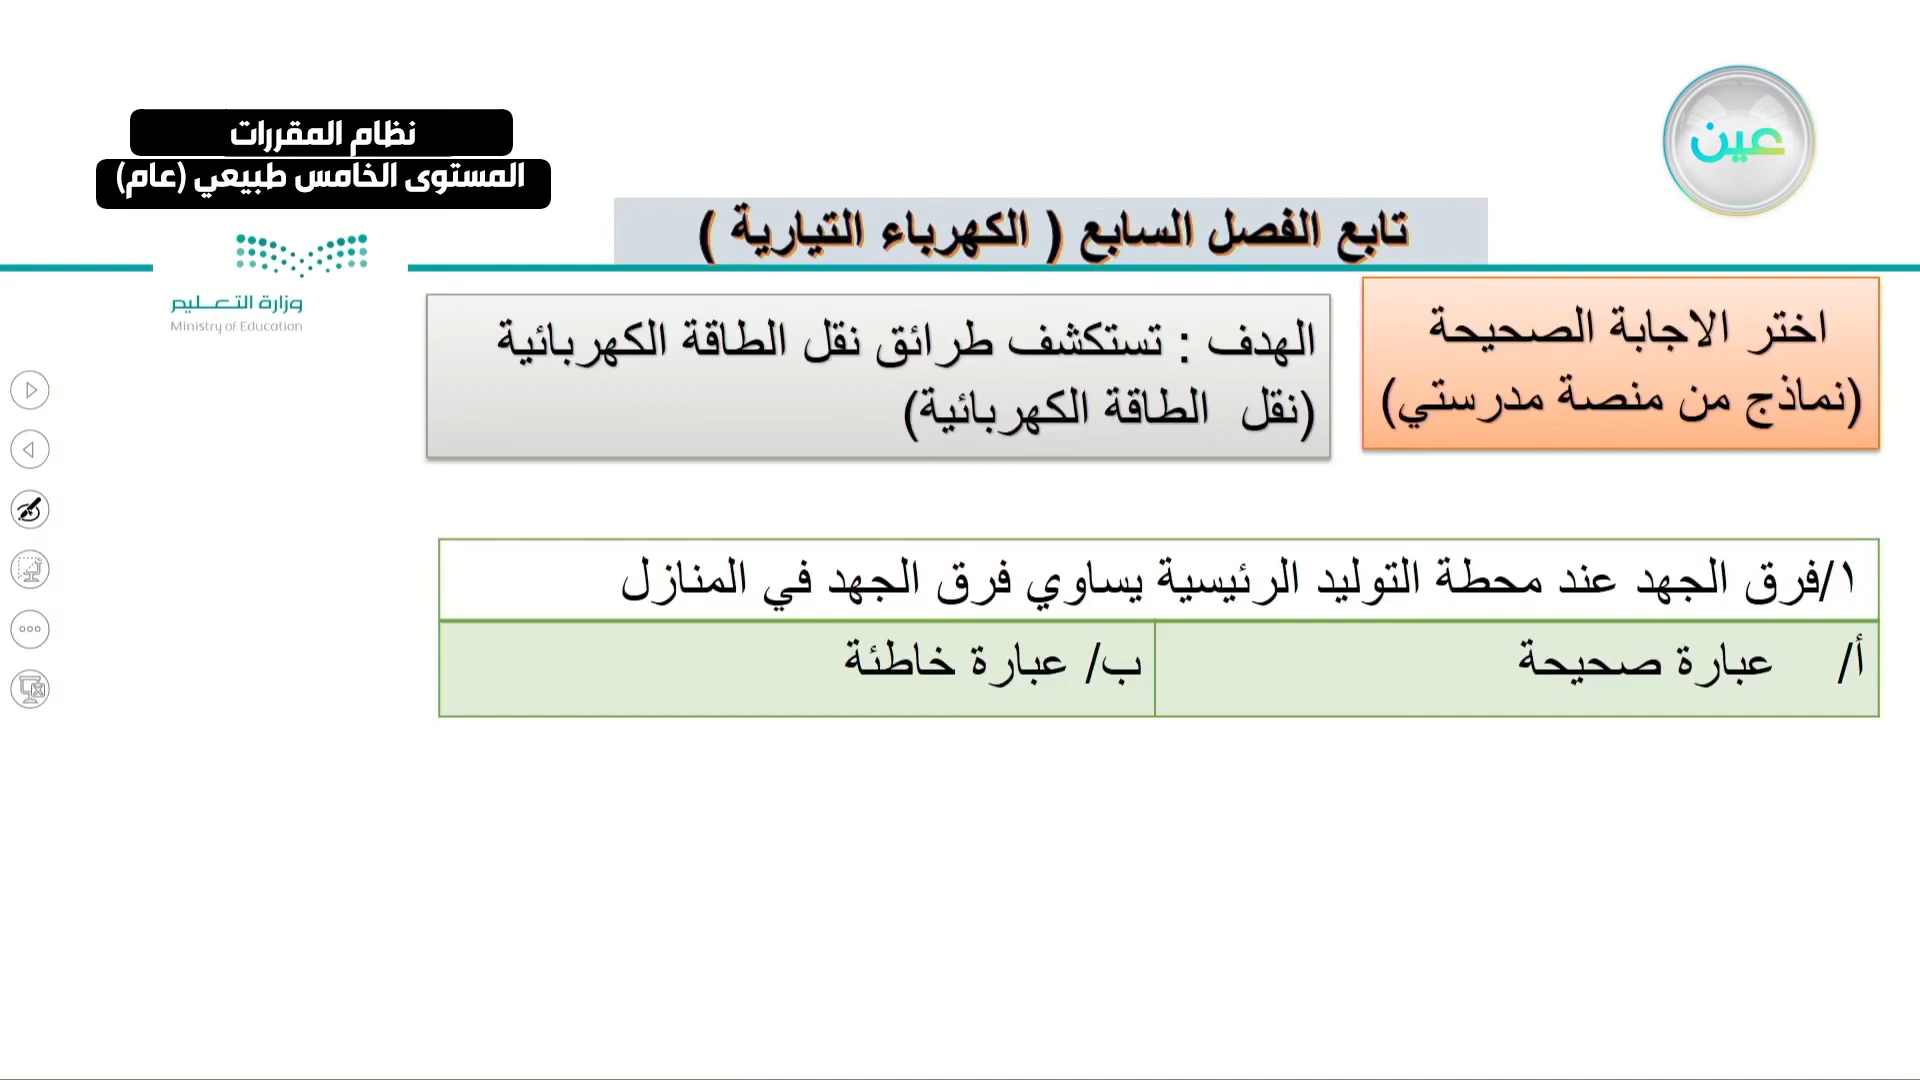 نظام المقررات
المستوى الخامس طبيعي (عام)
عين
تابع الفصل السابع ( الكهرباء التيارية )
وزارة التعليم
Ministry of Education
اختر الاجابة الصحيحة
(نماذج من منصة مدرستي)
الهدف : تستكشف طرائق نقل الطاقة الكهربائية
(نقل الطاقة الكهربائية)
١/فرق الجهد عند محطة التوليد الرئيسية يساوي فرق الجهد في المنازل
أ/ عبارة صحيحة
ب/ عبارة خاطئة